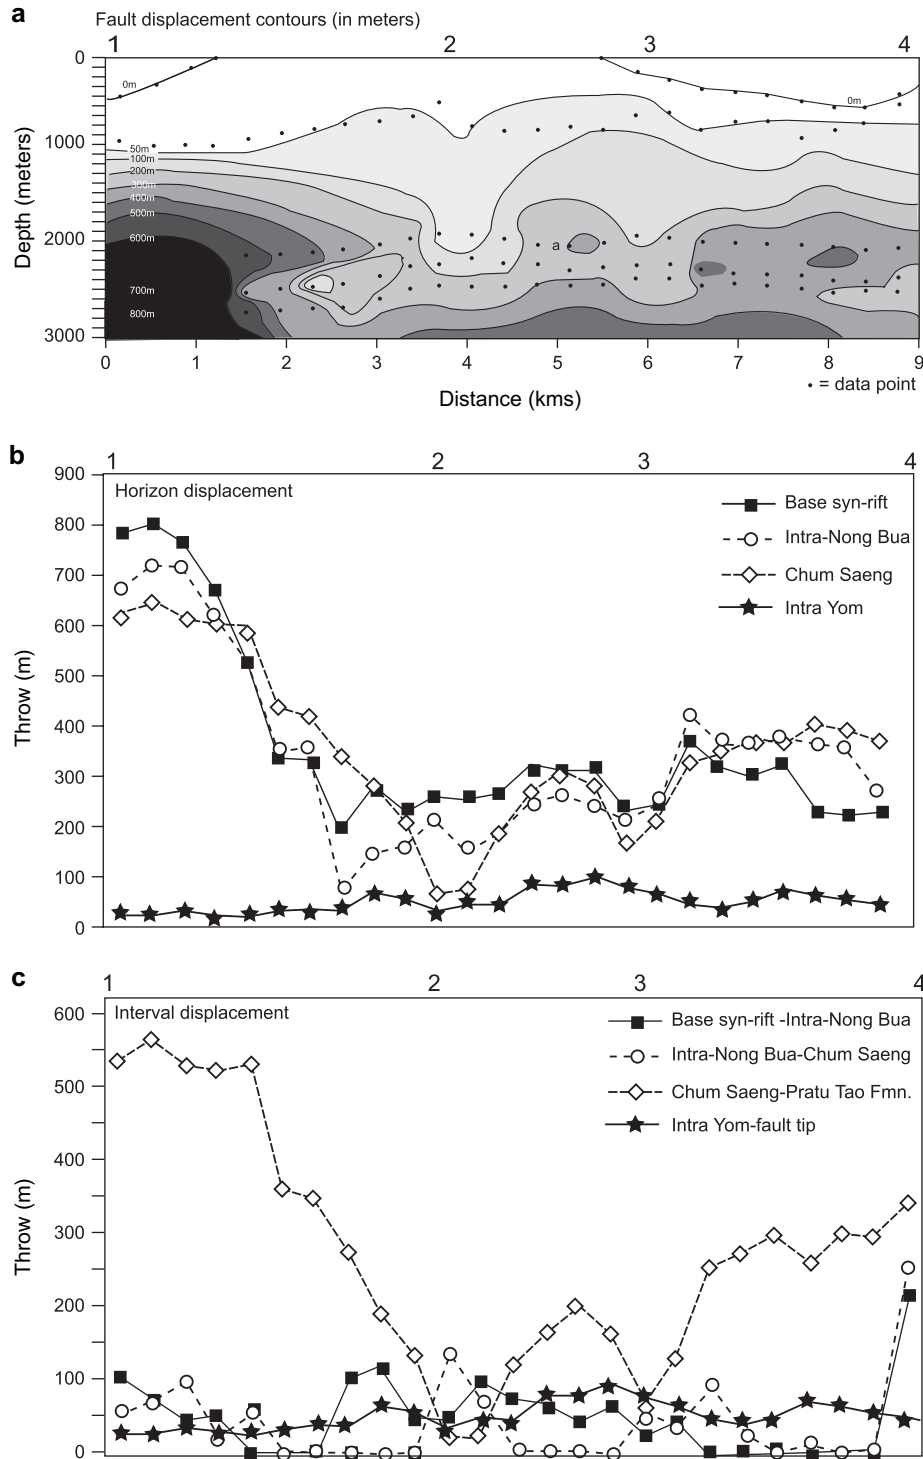 a
Fault displacement contours (in meters)
1 2 3 4
0
1000
2000
3000
Depth (meters)
0m
0m
50m
100m
200m
300m
400m
500m
600m
700m
800m
a
0 1 2 3 4 5 6 7 8 9
Distance (kms)
• = data point
b
1 2 3 4
Horizon displacement
900
800
700
600
500
400
300
200
100
0
Throw (m)
Base syn-rift
Intra-Nong Bua
Chum Saeng
Intra Yom
c
1 2 3 4
Interval displacement
600
500
400
300
200
100
0
Throw (m)
Base syn-rift -Intra-Nong Bua
Intra-Nong Bua-Chum Saeng
Chum Saeng-Pratu Tao Fmn.
Intra Yom-fault tip